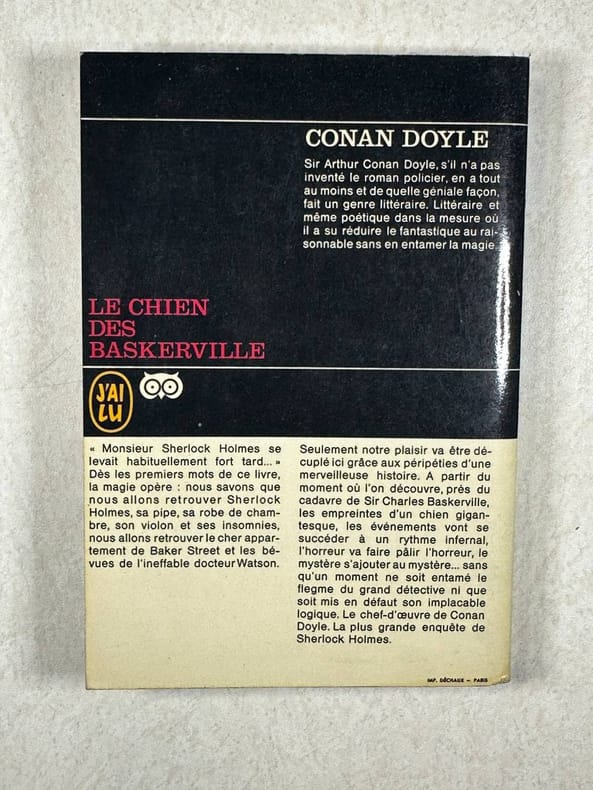 CONAN DOYLE
Sir Arthur Conan Doyle, s'il n'a pas
inventé le roman policier, en a tout
au moins et de quelle géniale façon,
fait un genre littéraire. Littéraire et
même poétique dans la mesure où
il a su réduire le fantastique au rai-
sonnable sans en entamer la magie.
LE CHIEN
DES
BASKERVILLE
J'AI
LU
« Monsieur Sherlock Holmes se
levait habituellement fort tard... »
Dès les premiers mots de ce livre,
la magie opère : nous savons que
nous allons retrouver Sherlock
Holmes, sa pipe, sa robe de cham-
bre, son violon et ses insomnies,
nous allons retrouver le cher appar-
tement de Baker Street et les bé-
vues de l'ineffable docteur Watson.
Seulement notre plaisir va être dé-
cuplé ici grâce aux péripéties d'une
merveilleuse histoire. A partir du
moment où l'on découvre, près du
cadavre de Sir Charles Baskerville,
les empreintes d'un chien gigan-
tesque, les événements vont se
succéder à un rythme infernal,
l'horreur va faire pâlir l'horreur, le
mystère s'ajouter au mystère... sans
qu'un moment ne soit entamé le
flegme du grand détective ni que
soit mis en défaut son implacable
logique. Le chef-d'œuvre de Conan
Doyle. La plus grande enquête de
Sherlock Holmes.
IMP. DÉCHAUX – PARIS